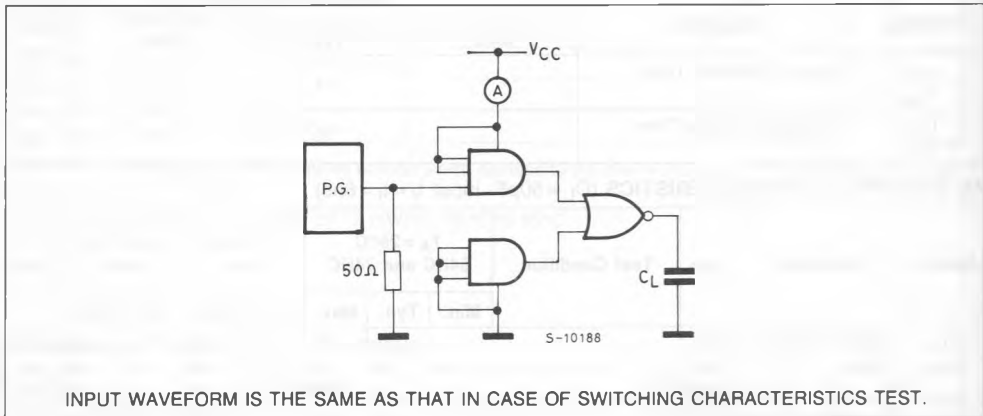 VCC
A
P.G.
50Ω
CL
S-10188
INPUT WAVEFORM IS THE SAME AS THAT IN CASE OF SWITCHING CHARACTERISTICS TEST.